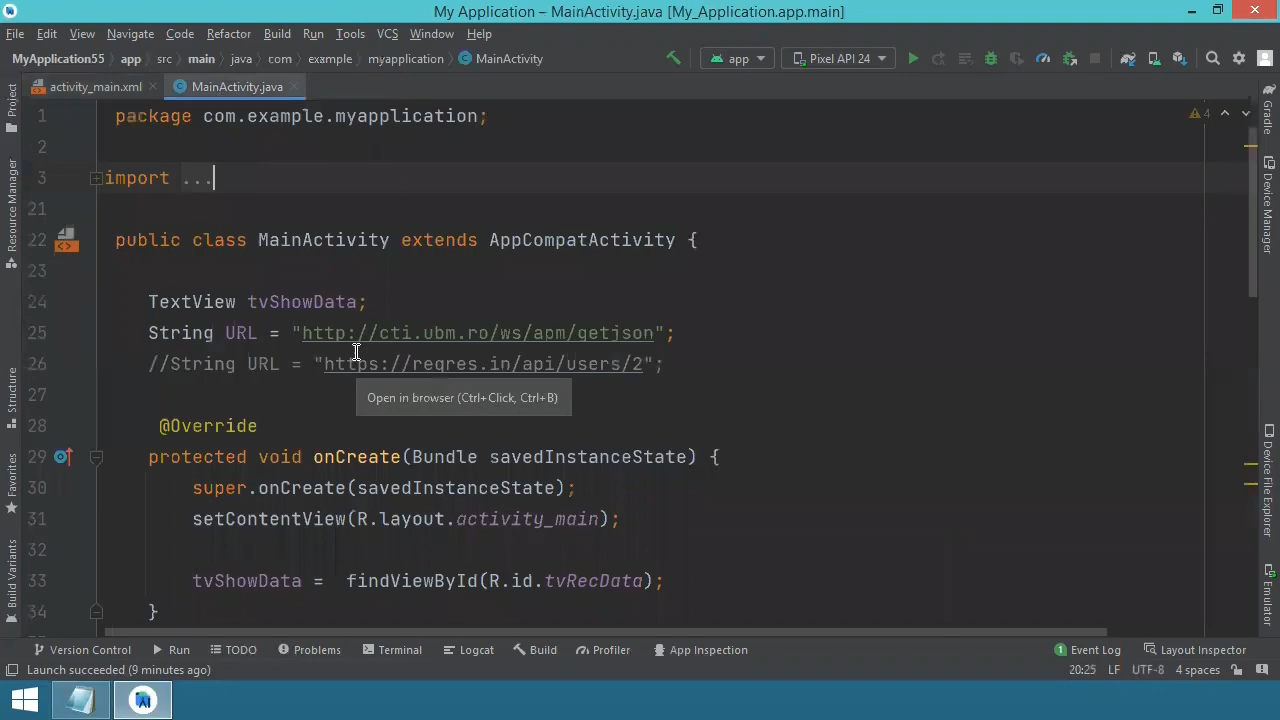 My Application – MainActivity.java [My_Application.app.main]
File Edit View Navigate Code Refactor Build Run Tools VCS Window Help
MyApplication55 app src main java com example myapplication MainActivity app Pixel API 24
activity_main.xml MainActivity.java
Project
Resource Manager
Structure
Favorites
Build Variants
1 package com.example.myapplication; 4
2
3 import ...
21
22 public class MainActivity extends AppCompatActivity {
23
24 TextView tvShowData;
25 String URL = "http://cti.ubm.ro/ws/apm/getjson";
26 //String URL = "https://reqres.in/api/users/2";
27
Open in browser (Ctrl+Click, Ctrl+B)
28 @Override
29 protected void onCreate(Bundle savedInstanceState) {
30 super.onCreate(savedInstanceState);
31 setContentView(R.layout.activity_main);
32
33 tvShowData = findViewById(R.id.tvRecData);
34 }
Gradle
Device Manager
Device File Explorer
Emulator
Version Control Run TODO Problems Terminal Logcat Build Profiler App Inspection 1 Event Log Layout Inspector
Launch succeeded (9 minutes ago) 20:25 LF UTF-8 4 spaces